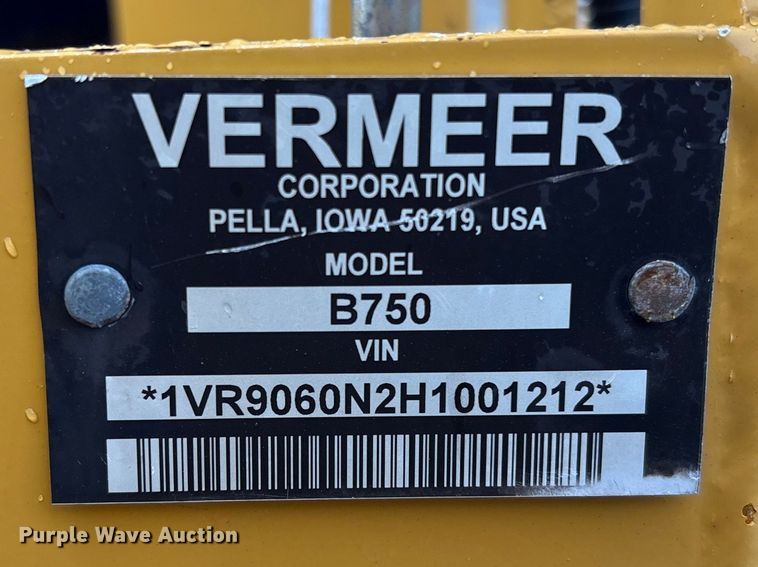 VERMEER
CORPORATION
PELLA, IOWA 50219, USA
MODEL
B750
VIN
*1VR9060N2H1001212*
Purple Wave Auction